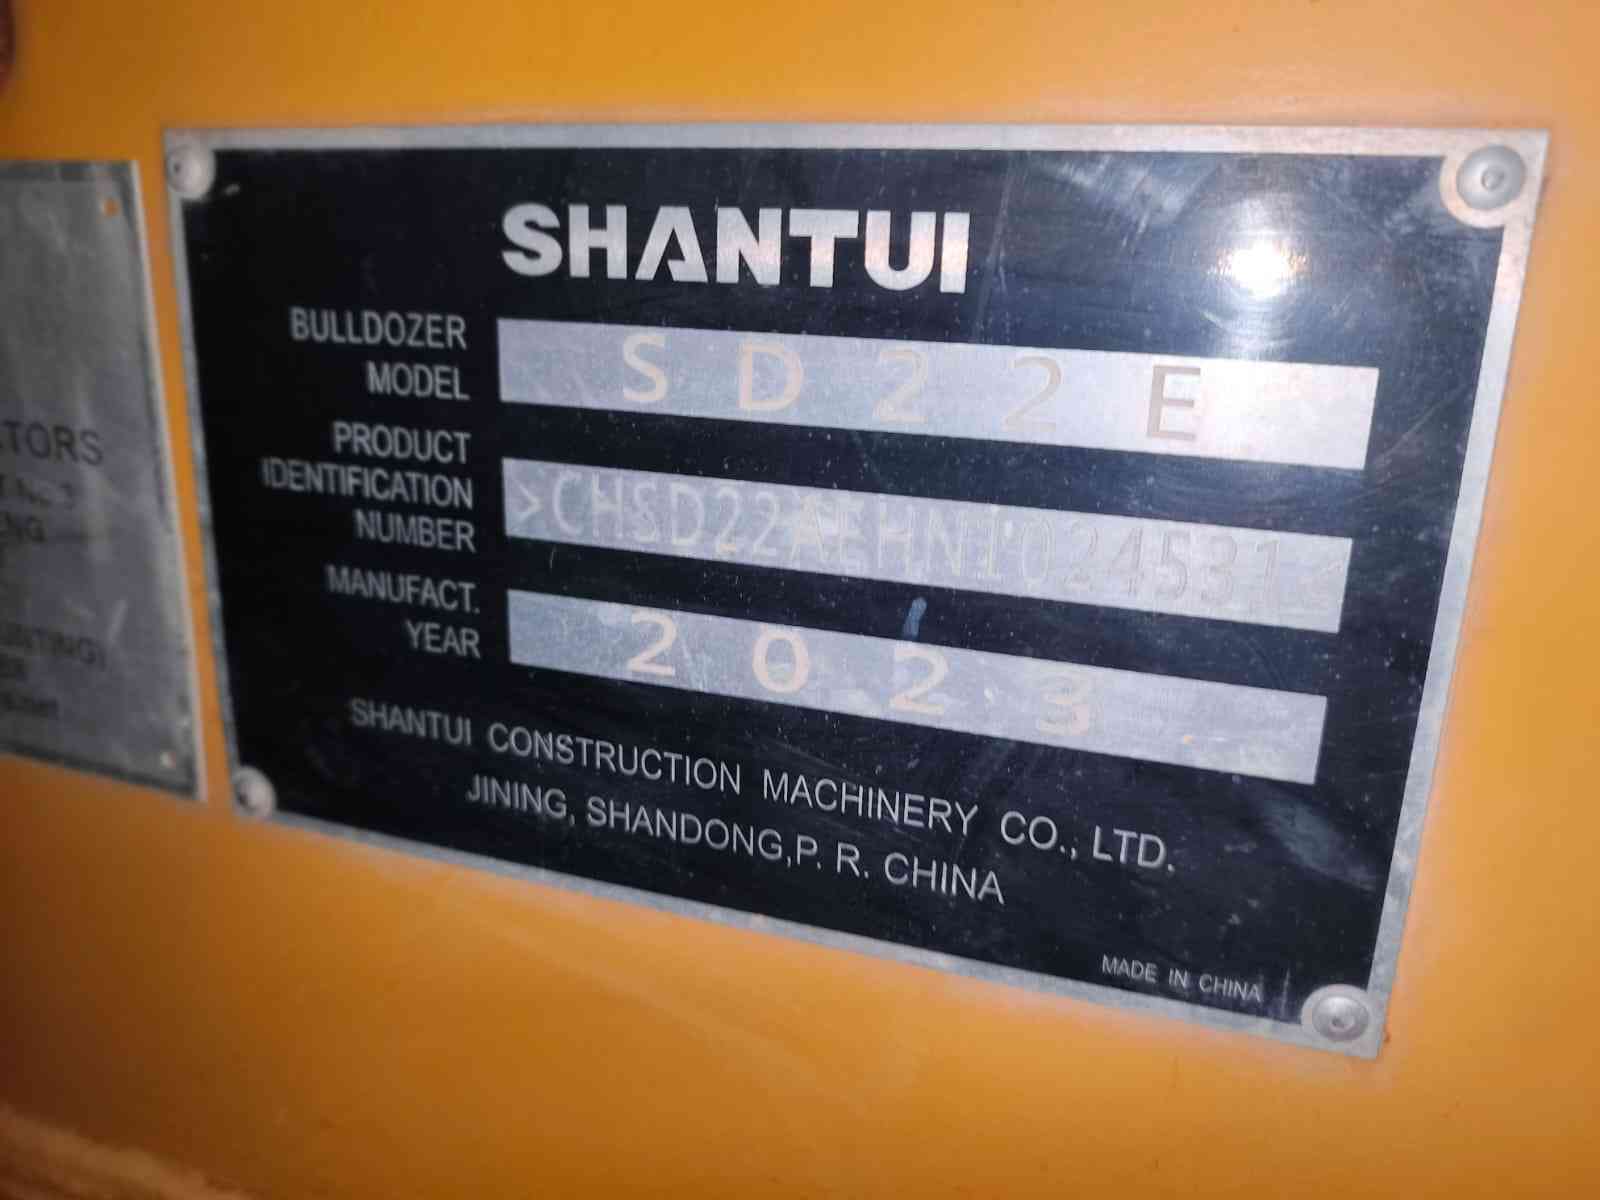 SHANTUI
BULLDOZER
MODEL
SD22E
PRODUCT
IDENTIFICATION
NUMBER
>CHSD22AEHN1024531<
MANUFACT.
YEAR
2023
SHANTUI CONSTRUCTION MACHINERY CO., LTD.
JINING, SHANDONG, P. R. CHINA
MADE IN CHINA